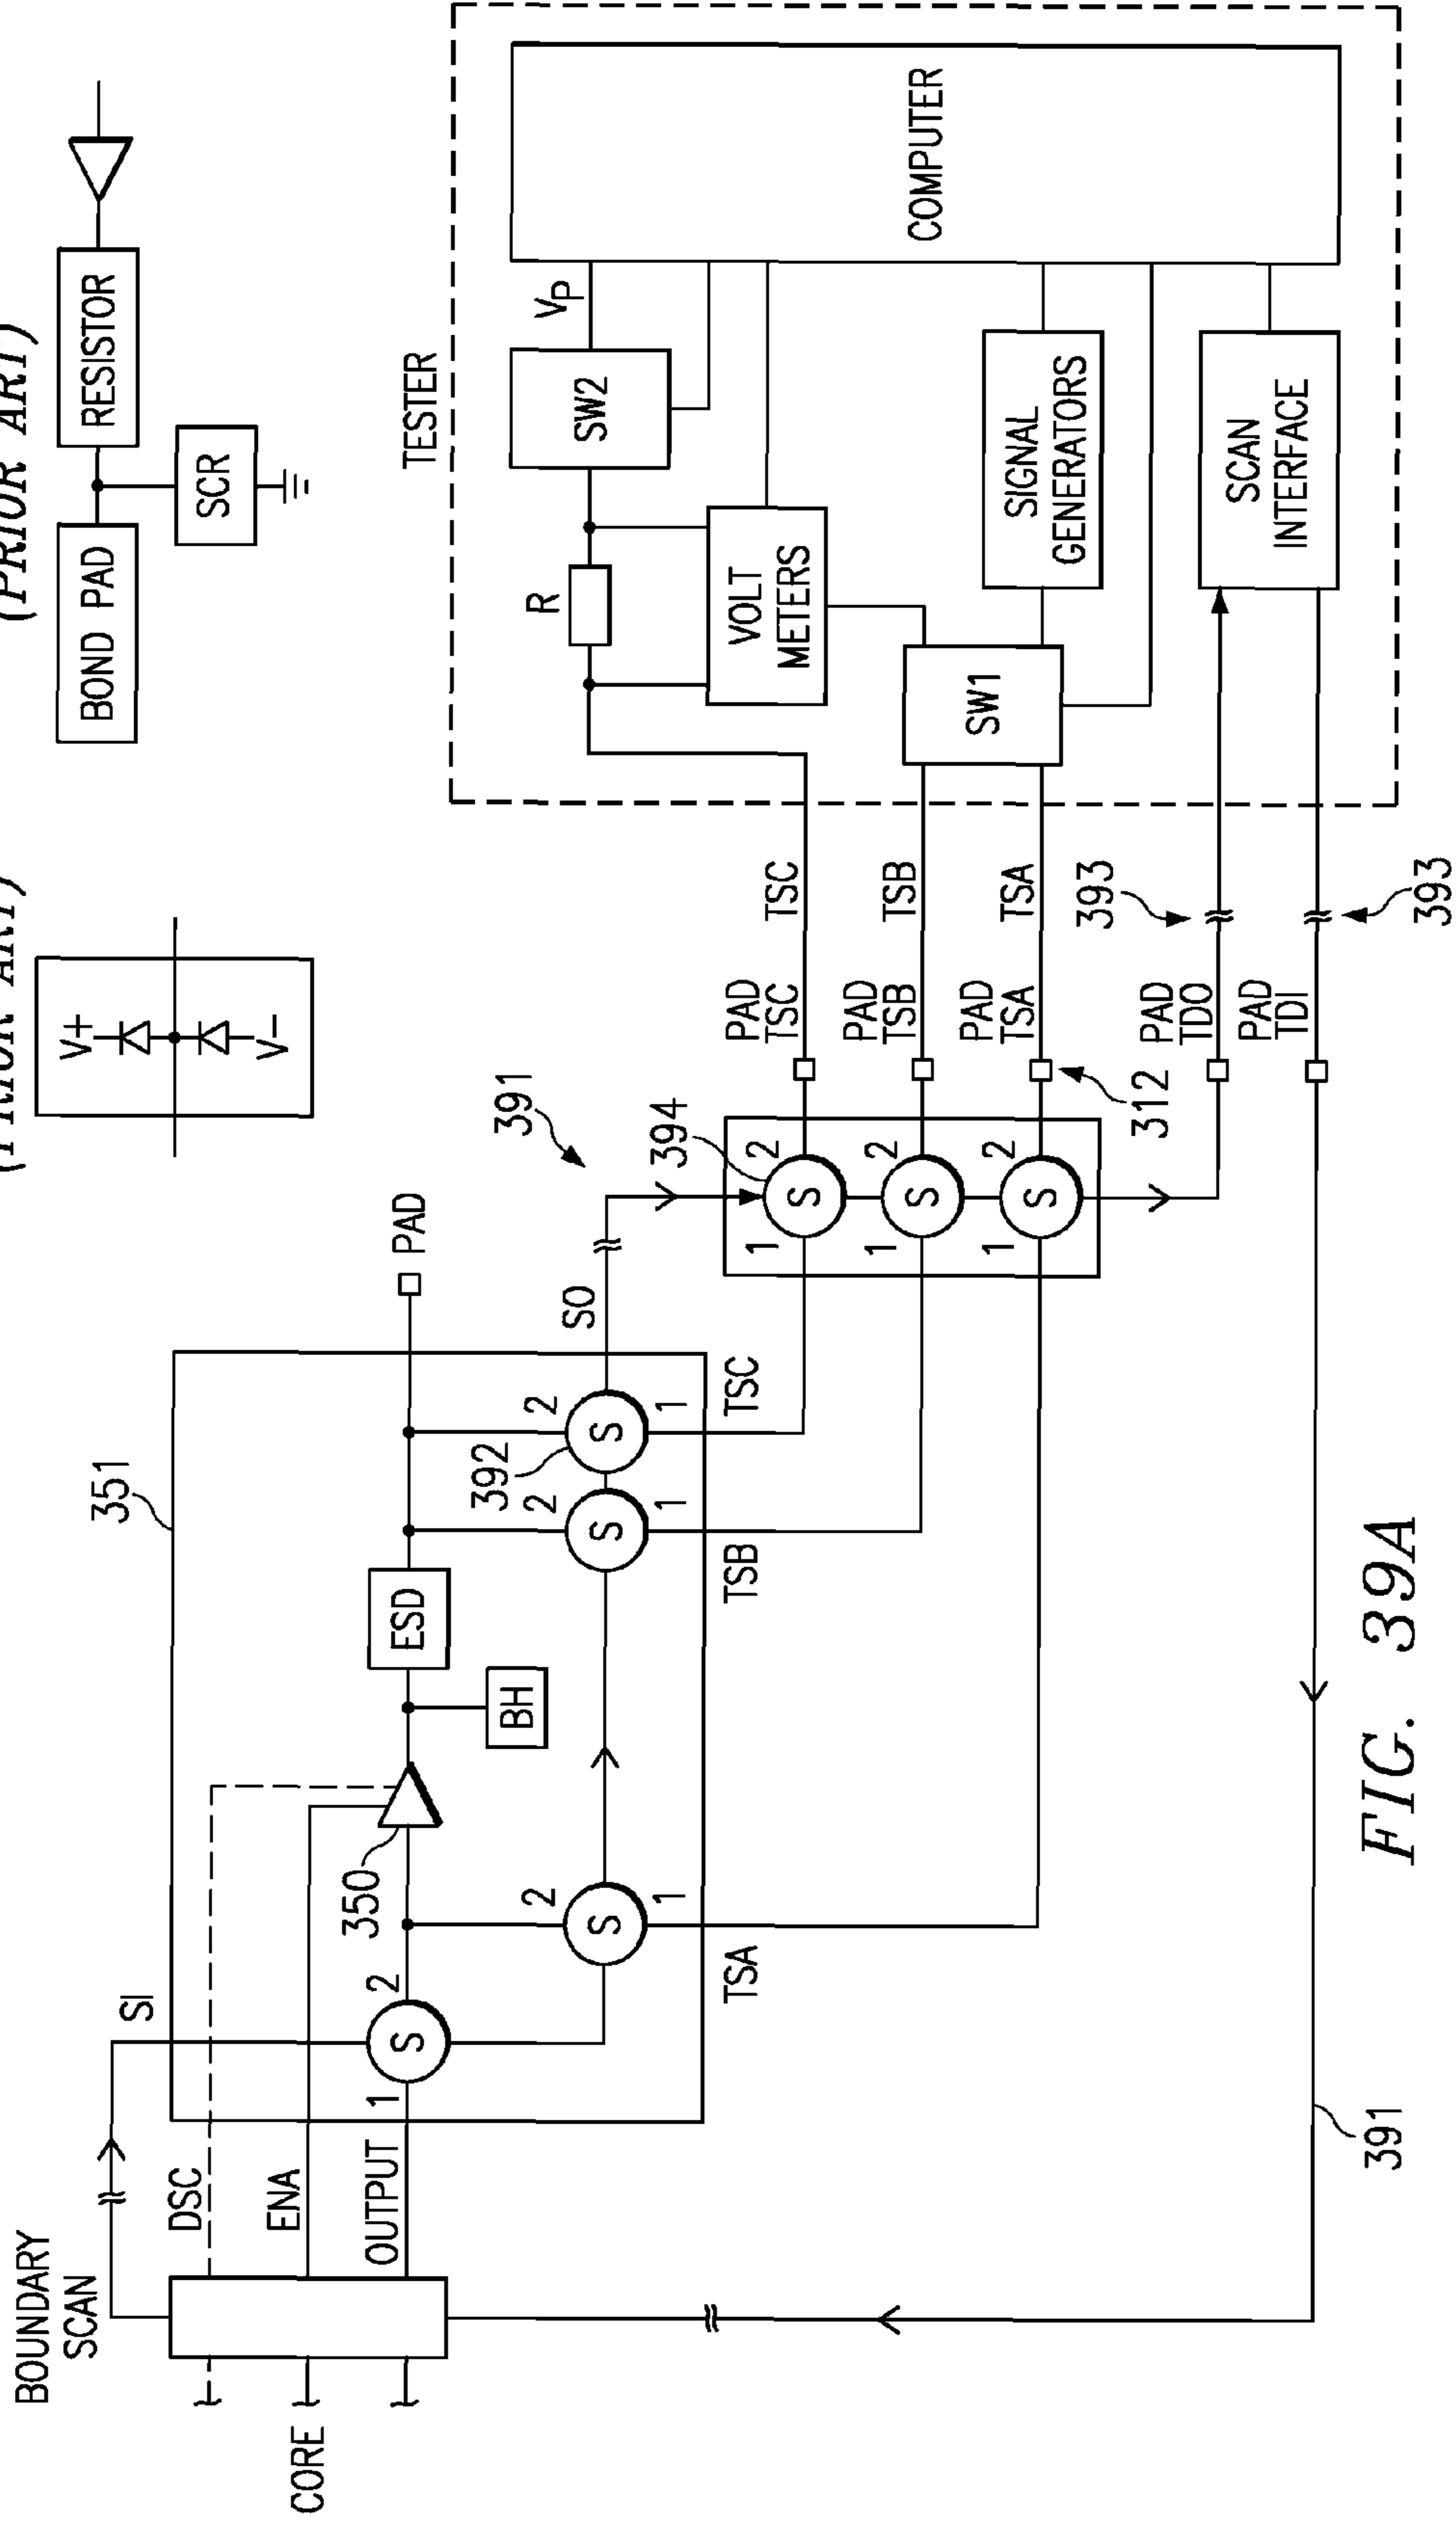 (PRIOR ART)
V+
V-
(PRIOR ART)
BOND PAD
RESISTOR
SCR
BOUNDARY
SCAN
CORE
DSC
ENA
OUTPUT
SI
1
S
2
350
351
BH
ESD
PAD
S
2
1
TSA
S
2
1
TSB
392
S
2
1
TSC
SO
391
394
1
S
2
1
S
2
1
S
2
312
PAD
TSC
PAD
TSB
PAD
TSA
PAD
TDO
PAD
TDI
TSC
TSB
TSA
393
393
TESTER
R
SW2
VP
VOLT
METERS
SW1
SIGNAL
GENERATORS
SCAN
INTERFACE
COMPUTER
391
FIG. 39A